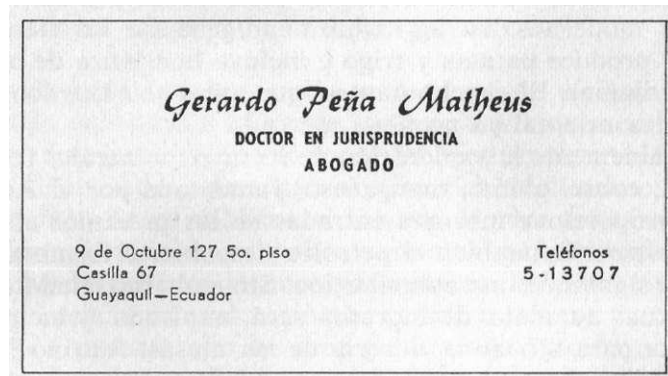 Gerardo Peña Matheus
DOCTOR EN JURISPRUDENCIA
ABOGADO
9 de Octubre 127 5o. piso
Casilla 67
Guayaquil—Ecuador
Teléfonos
5-13707